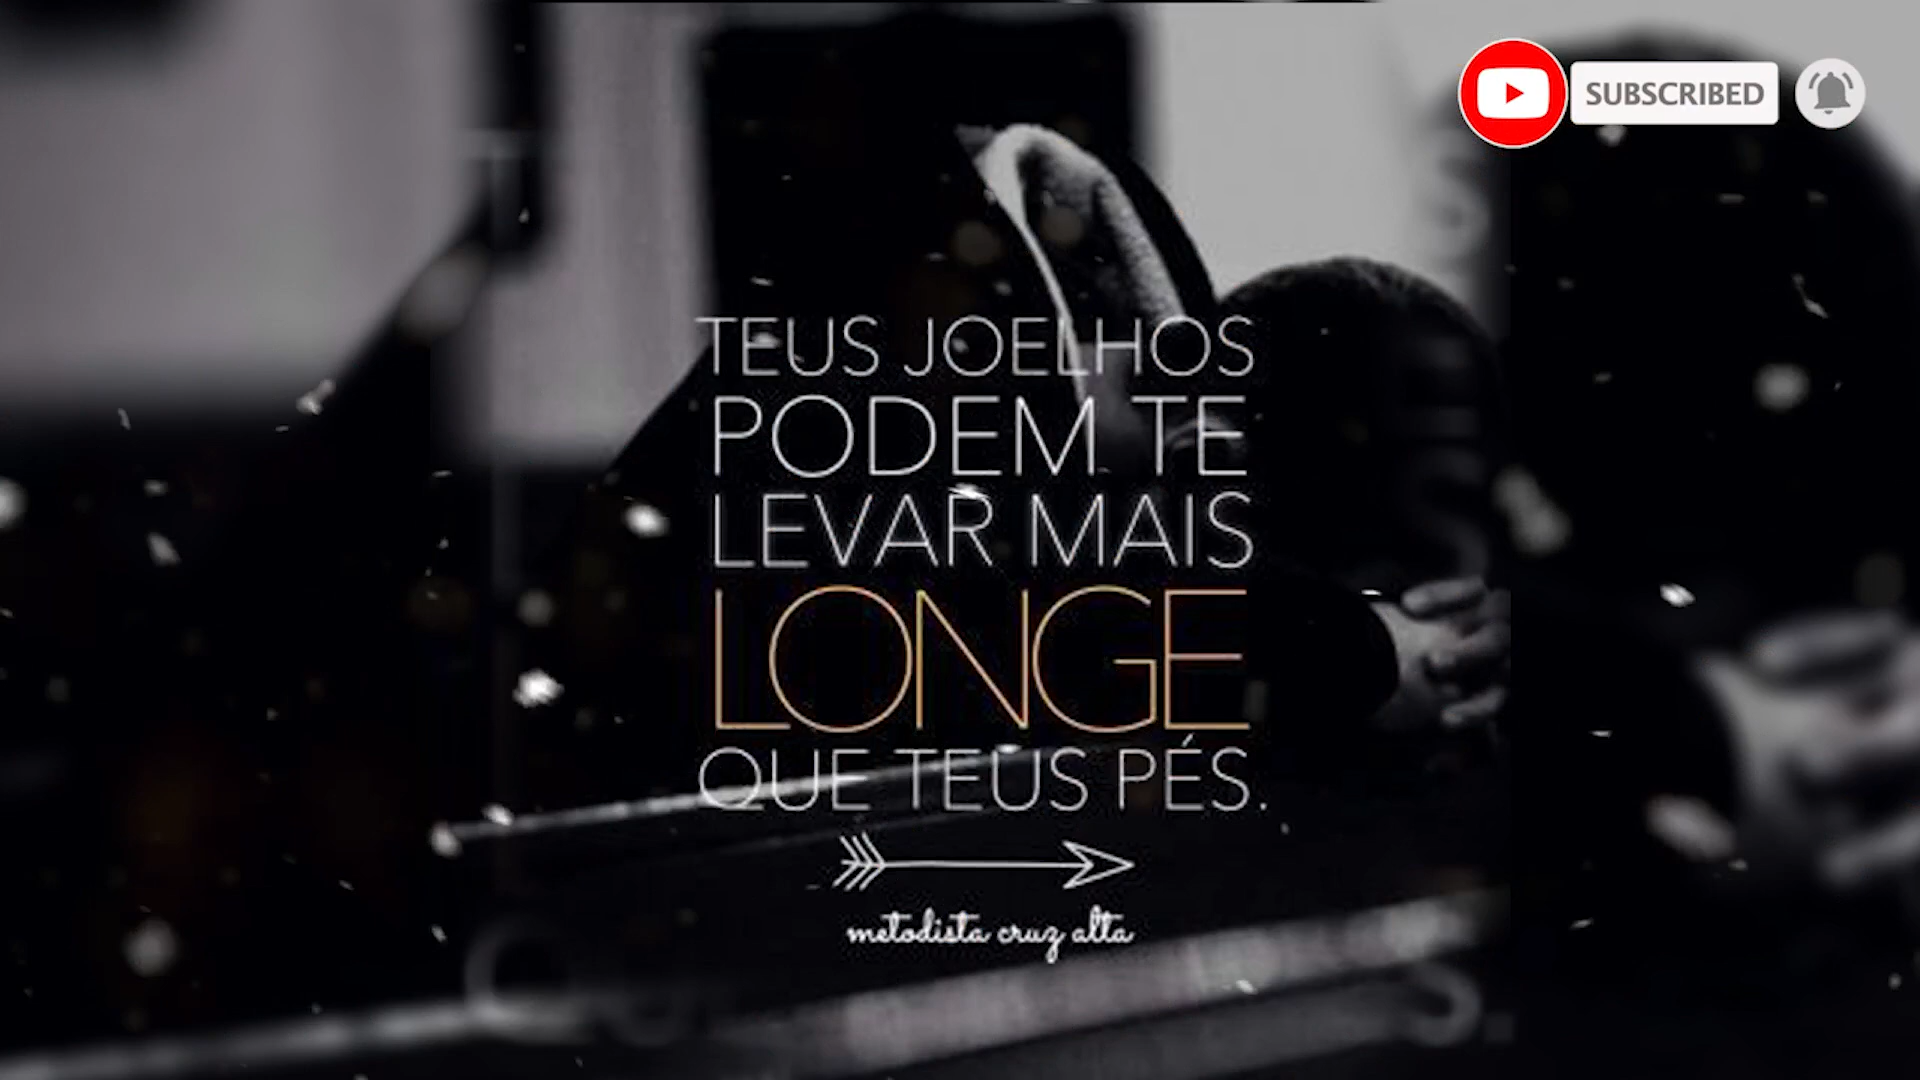 SUBSCRIBED
TEUS JOELHOS
PODEM TE
LEVAR MAIS
LONGE
QUE TEUS PÉS.
metodista cruz alta